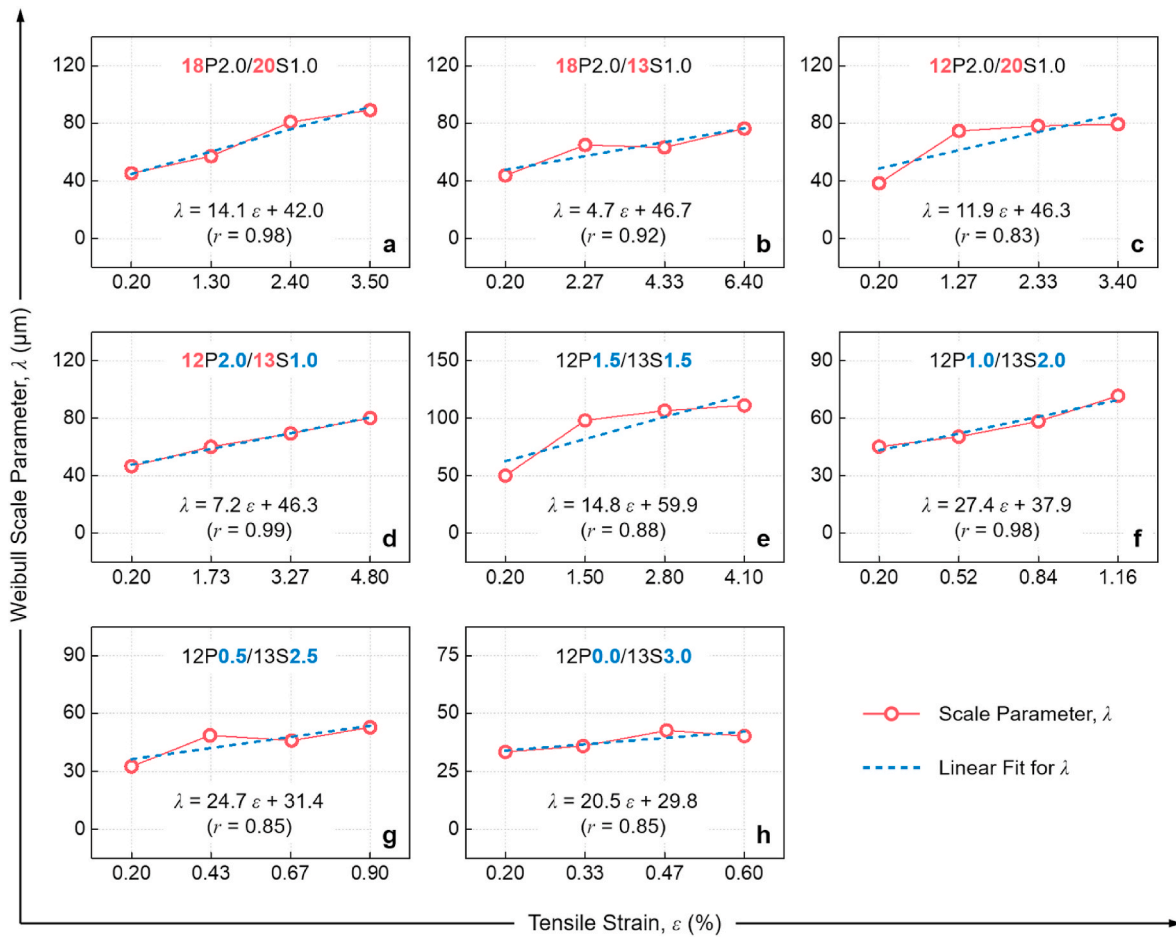 Weibull Scale Parameter, λ (μm)
18P2.0/20S1.0
120
80
40
0
λ = 14.1 ε + 42.0
(r = 0.98)
a
0.20 1.30 2.40 3.50
18P2.0/13S1.0
120
80
40
0
λ = 4.7 ε + 46.7
(r = 0.92)
b
0.20 2.27 4.33 6.40
12P2.0/20S1.0
120
80
40
0
λ = 11.9 ε + 46.3
(r = 0.83)
c
0.20 1.27 2.33 3.40
12P2.0/13S1.0
120
80
40
0
λ = 7.2 ε + 46.3
(r = 0.99)
d
0.20 1.73 3.27 4.80
12P1.5/13S1.5
150
100
50
0
λ = 14.8 ε + 59.9
(r = 0.88)
e
0.20 1.50 2.80 4.10
12P1.0/13S2.0
90
60
30
0
λ = 27.4 ε + 37.9
(r = 0.98)
f
0.20 0.52 0.84 1.16
12P0.5/13S2.5
90
60
30
0
λ = 24.7 ε + 31.4
(r = 0.85)
g
0.20 0.43 0.67 0.90
12P0.0/13S3.0
75
50
25
0
λ = 20.5 ε + 29.8
(r = 0.85)
h
0.20 0.33 0.47 0.60
Scale Parameter, λ
Linear Fit for λ
Tensile Strain, ε (%)